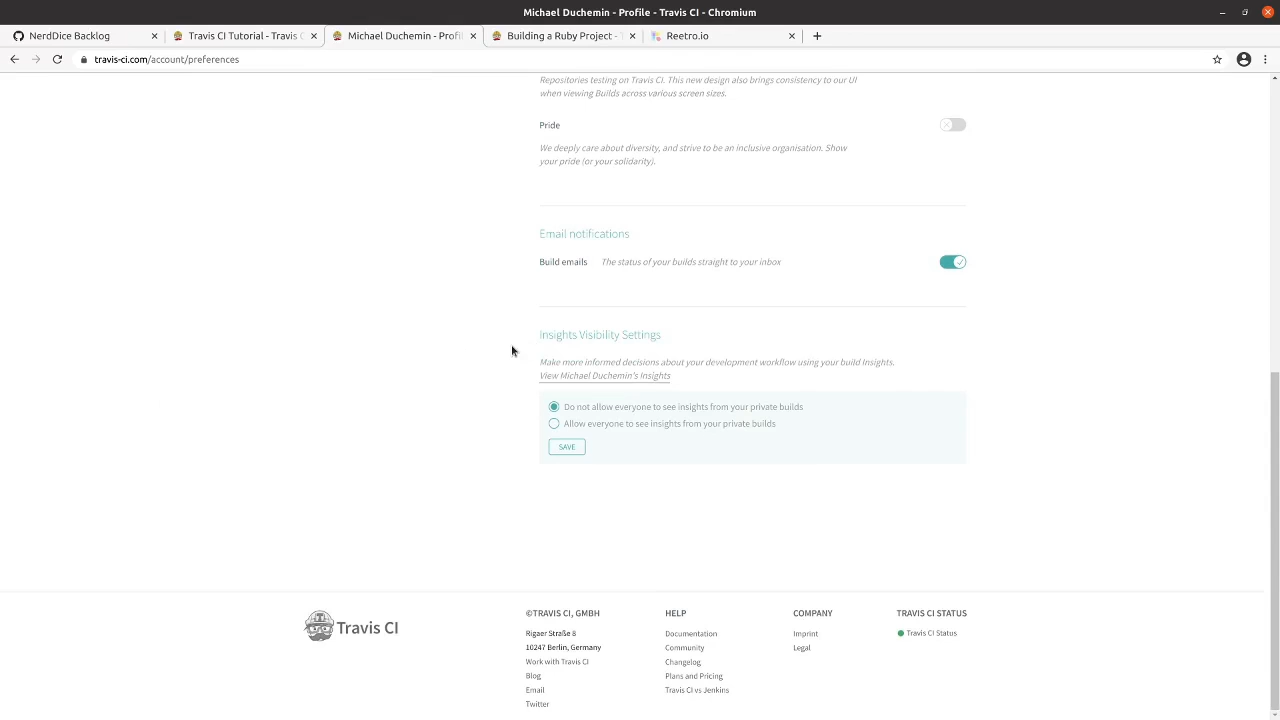 Michael Duchemin - Profile - Travis CI - Chromium
NerdDice Backlog
Travis CI Tutorial - Travis C
Michael Duchemin - Profil
Building a Ruby Project - T
Reetro.io
travis-ci.com/account/preferences
Repositories testing on Travis CI. This new design also brings consistency to our UI
when viewing Builds across various screen sizes.
Pride
We deeply care about diversity, and strive to be an inclusive organisation. Show
your pride (or your solidarity).
Email notifications
Build emails The status of your builds straight to your inbox
Insights Visibility Settings
Make more informed decisions about your development workflow using your build Insights.
View Michael Duchemin's Insights
Do not allow everyone to see insights from your private builds
Allow everyone to see insights from your private builds
SAVE
Travis CI
©TRAVIS CI, GMBH
Rigaer Straße 8
10247 Berlin, Germany
Work with Travis CI
Blog
Email
Twitter
HELP
Documentation
Community
Changelog
Plans and Pricing
Travis CI vs Jenkins
COMPANY
Imprint
Legal
TRAVIS CI STATUS
Travis CI Status